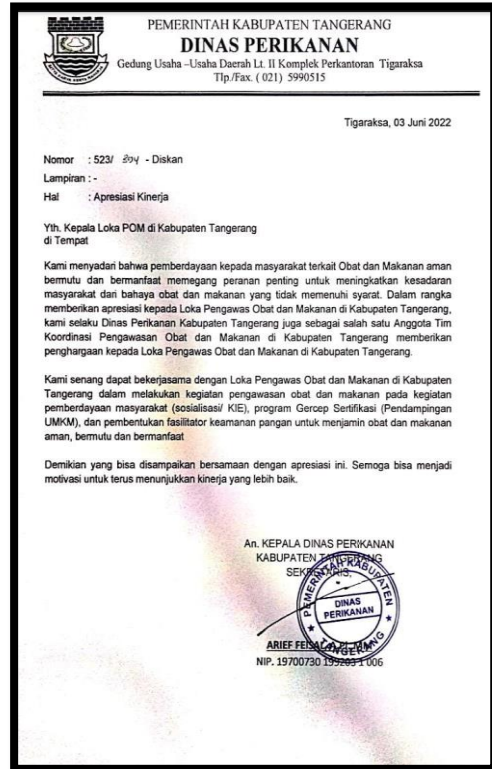 PEMERINTAH KABUPATEN TANGERANG
DINAS PERIKANAN
Gedung Usaha –Usaha Daerah Lt. II Komplek Perkantoran Tigaraksa
Tlp./Fax. ( 021) 5990515
Tigaraksa, 03 Juni 2022
Nomor : 523/ 204 - Diskan
Lampiran : -
Hal : Apresiasi Kinerja
Yth. Kepala Loka POM di Kabupaten Tangerang
di Tempat
Kami menyadari bahwa pemberdayaan kepada masyarakat terkait Obat dan Makanan aman
bermutu dan bermanfaat memegang peranan penting untuk meningkatkan kesadaran
masyarakat dari bahaya obat dan makanan yang tidak memenuhi syarat. Dalam rangka
memberikan apresiasi kepada Loka Pengawas Obat dan Makanan di Kabupaten Tangerang,
kami selaku Dinas Perikanan Kabupaten Tangerang juga sebagai salah satu Anggota Tim
Koordinasi Pengawasan Obat dan Makanan di Kabupaten Tangerang memberikan
penghargaan kepada Loka Pengawas Obat dan Makanan di Kabupaten Tangerang.
Kami senang dapat bekerjasama dengan Loka Pengawas Obat dan Makanan di Kabupaten
Tangerang dalam melakukan kegiatan pengawasan obat dan makanan pada kegiatan
pemberdayaan masyarakat (sosialisasi/ KIE), program Gercep Sertifikasi (Pendampingan
UMKM), dan pembentukan fasilitator keamanan pangan untuk menjamin obat dan makanan
aman, bermutu dan bermanfaat
Demikian yang bisa disampaikan bersamaan dengan apresiasi ini. Semoga bisa menjadi
motivasi untuk terus menunjukkan kinerja yang lebih baik.
An. KEPALA DINAS PERIKANAN
KABUPATEN TANGERANG
SEKRETARIS,
PEMERINTAH KABUPATEN
DINAS
PERIKANAN
TANGERANG
ARIEF
NIP. 19700730 199203 1 006